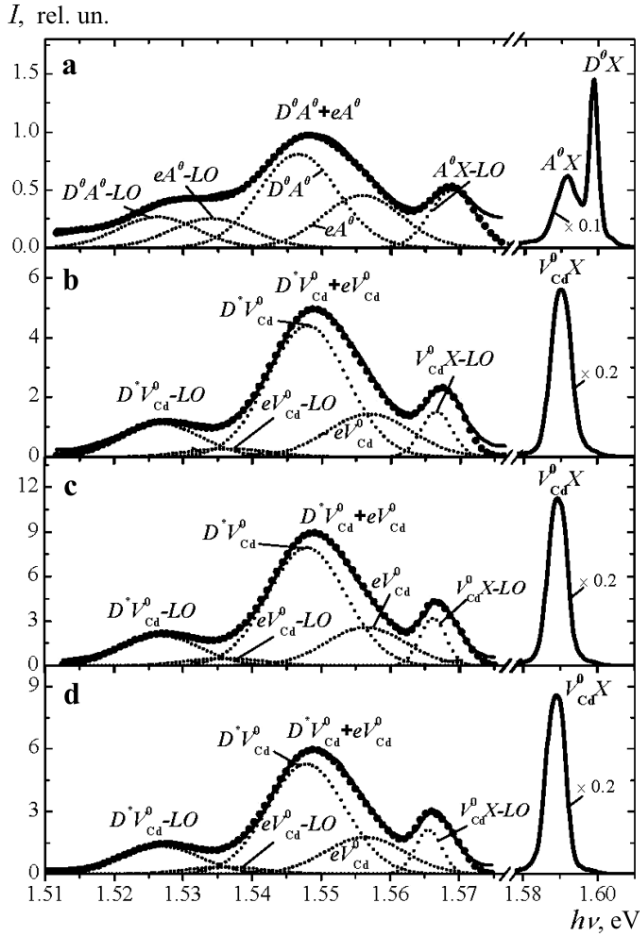 I, rel. un.
a
D⁰X
D⁰A⁰+eA⁰
A⁰X
1.5
1.0
0.5
0.0
D⁰A⁰-LO
eA⁰-LO
D⁰A⁰
eA⁰
A⁰X-LO
× 0.1
b
V⁰CdX
D*V⁰Cd+eV⁰Cd
D*V⁰Cd
6
4
2
0
D*V⁰Cd-LO
eV⁰Cd-LO
eV⁰Cd
V⁰CdX-LO
× 0.2
c
V⁰CdX
D*V⁰Cd
D*V⁰Cd+eV⁰Cd
12
9
6
3
0
D*V⁰Cd-LO
eV⁰Cd-LO
eV⁰Cd
V⁰CdX-LO
× 0.2
d
V⁰CdX
D*V⁰Cd
D*V⁰Cd+eV⁰Cd
9
6
3
0
D*V⁰Cd-LO
eV⁰Cd-LO
eV⁰Cd
V⁰CdX-LO
× 0.2
1.51 1.52 1.53 1.54 1.55 1.56 1.57 1.58 1.60
hν, eV